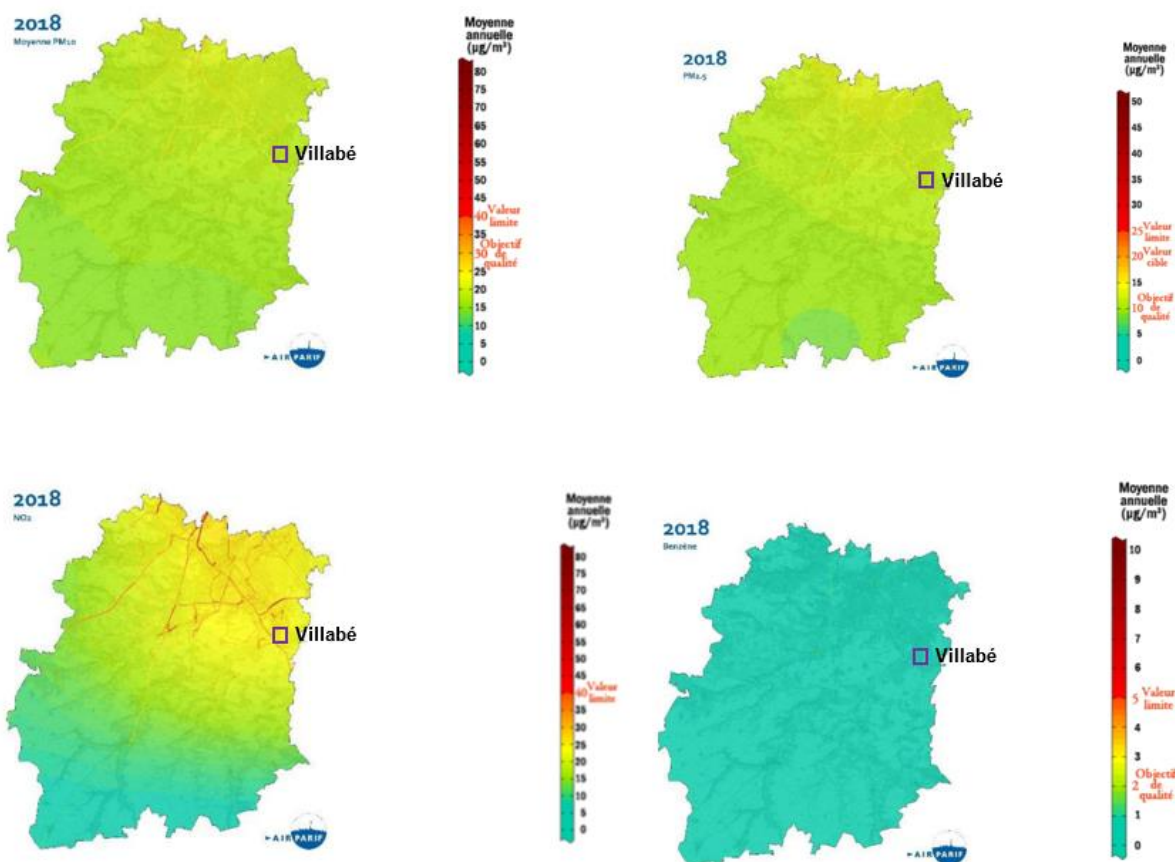 2018
Moyenne PM10
Moyenne
annuelle
(µg/m³)
80
75
70
65
60
55
50
45
40 Valeur
limite
35
Objectif
30 de
qualité
25
20
15
10
5
0
Villabé
AIRPARIF
2018
PM2.5
Moyenne
annuelle
(µg/m³)
50
45
40
35
30
25 Valeur
limite
20 Valeur
cible
15
10 Objectif
de
qualité
5
0
Villabé
AIRPARIF
2018
NO2
Moyenne
annuelle
(µg/m³)
80
75
70
65
60
55
50
45
40 Valeur
limite
35
30
25
20
15
10
5
0
Villabé
AIRPARIF
2018
Benzène
Moyenne
annuelle
(µg/m³)
10
9
8
7
6
5 Valeur
limite
4
3
Objectif
2 de
qualité
1
0
Villabé
AIRPARIF